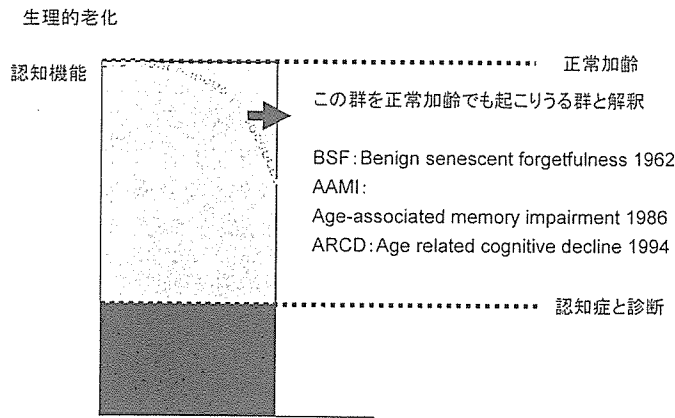 生理的老化
認知機能
正常加齢
この群を正常加齢でも起こりうる群と解釈
BSF:Benign senescent forgetfulness 1962
AAMI:
Age-associated memory impairment 1986
ARCD:Age related cognitive decline 1994
認知症と診断